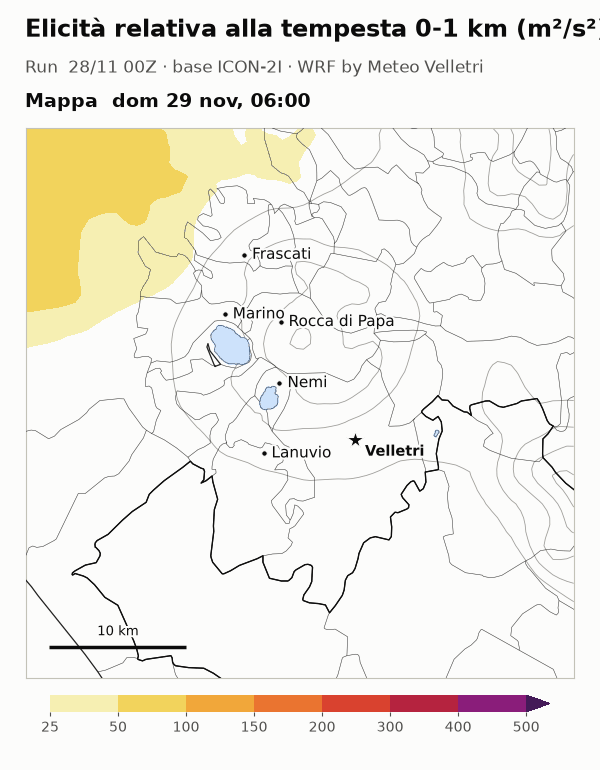 Elicità relativa alla tempesta 0-1 km (m²/s²)
Run  28/11 00Z · base ICON-2I · WRF by Meteo Velletri
Mappa  dom 29 nov, 06:00
Frascati
Marino
Rocca di Papa
Nemi
Velletri
Lanuvio
10 km
25 50 100 150 200 300 400 500